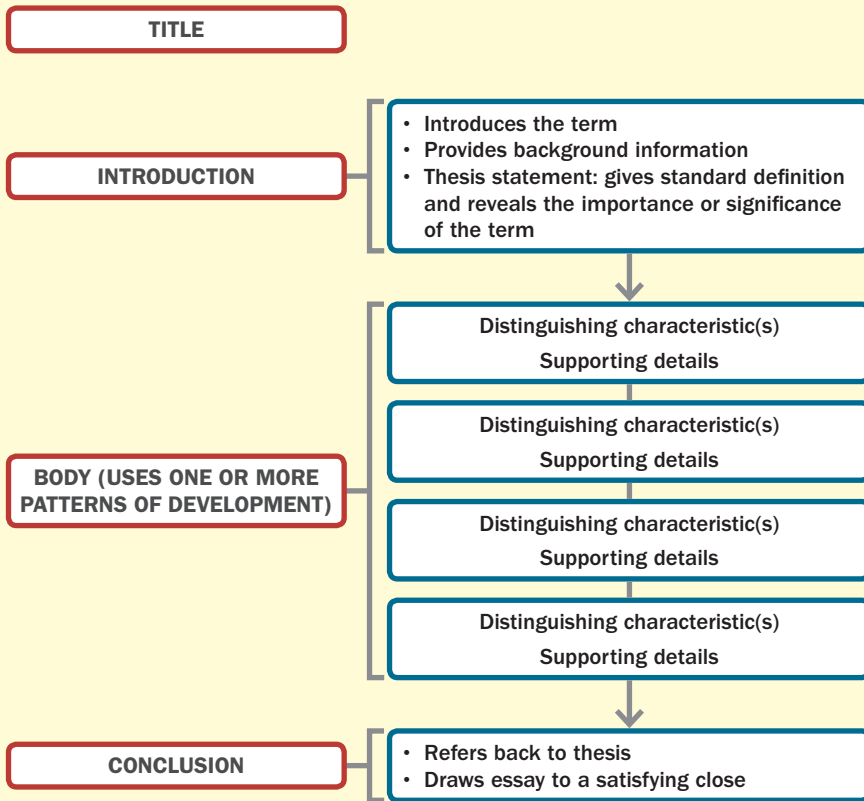 TITLE
INTRODUCTION
• Introduces the term
• Provides background information
• Thesis statement: gives standard definition
and reveals the importance or significance
of the term
BODY (USES ONE OR MORE
PATTERNS OF DEVELOPMENT)
Distinguishing characteristic(s)
Supporting details
Distinguishing characteristic(s)
Supporting details
Distinguishing characteristic(s)
Supporting details
Distinguishing characteristic(s)
Supporting details
CONCLUSION
• Refers back to thesis
• Draws essay to a satisfying close